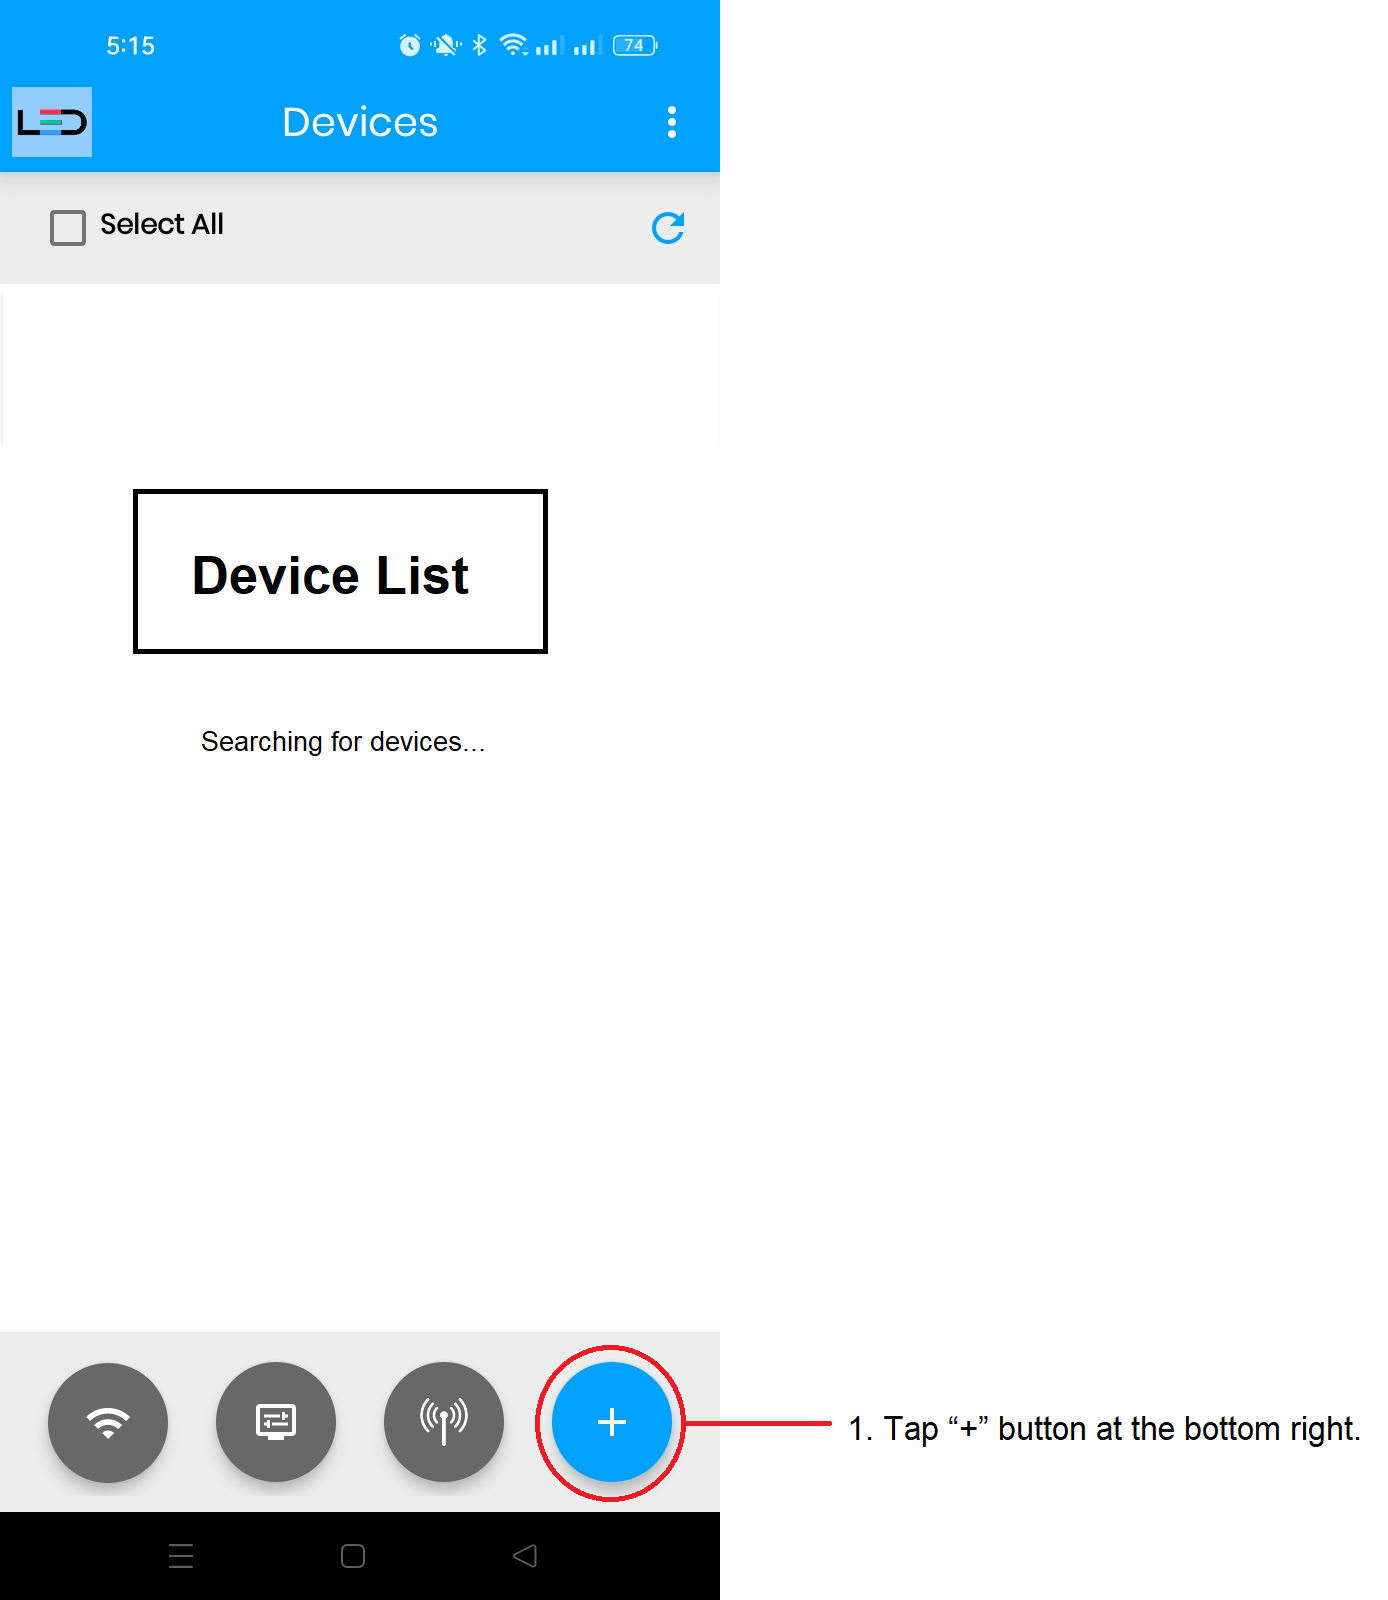 5:15
74
LED
Devices
Select All
Device List
Searching for devices...
1. Tap “+” button at the bottom right.